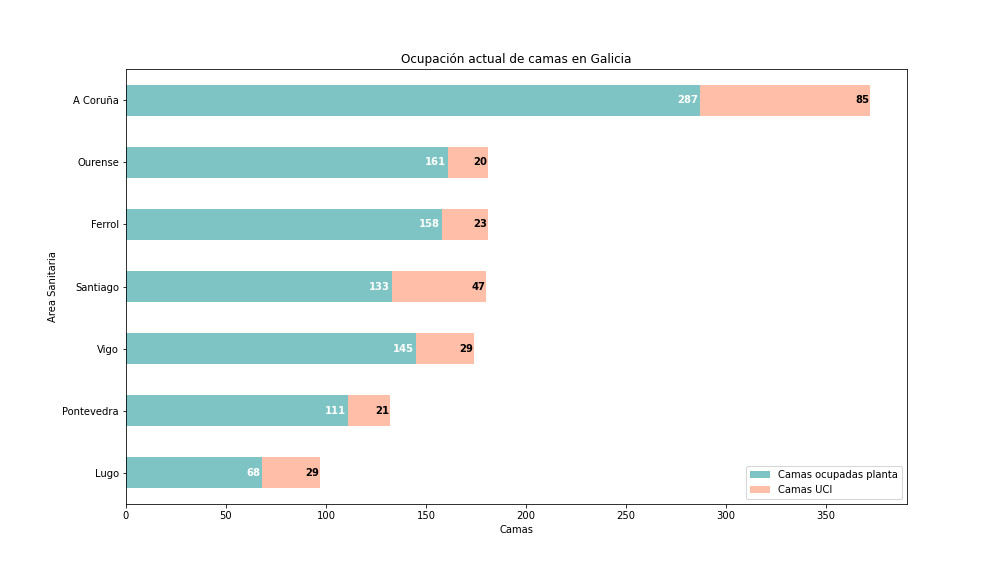 Ocupación actual de camas en Galicia
A Coruña 287 85
Ourense 161 20
Ferrol 158 23
Santiago 133 47
Vigo 145 29
Pontevedra 111 21
Lugo 68 29
Area Sanitaria
Camas ocupadas planta
Camas UCI
0 50 100 150 200 250 300 350
Camas